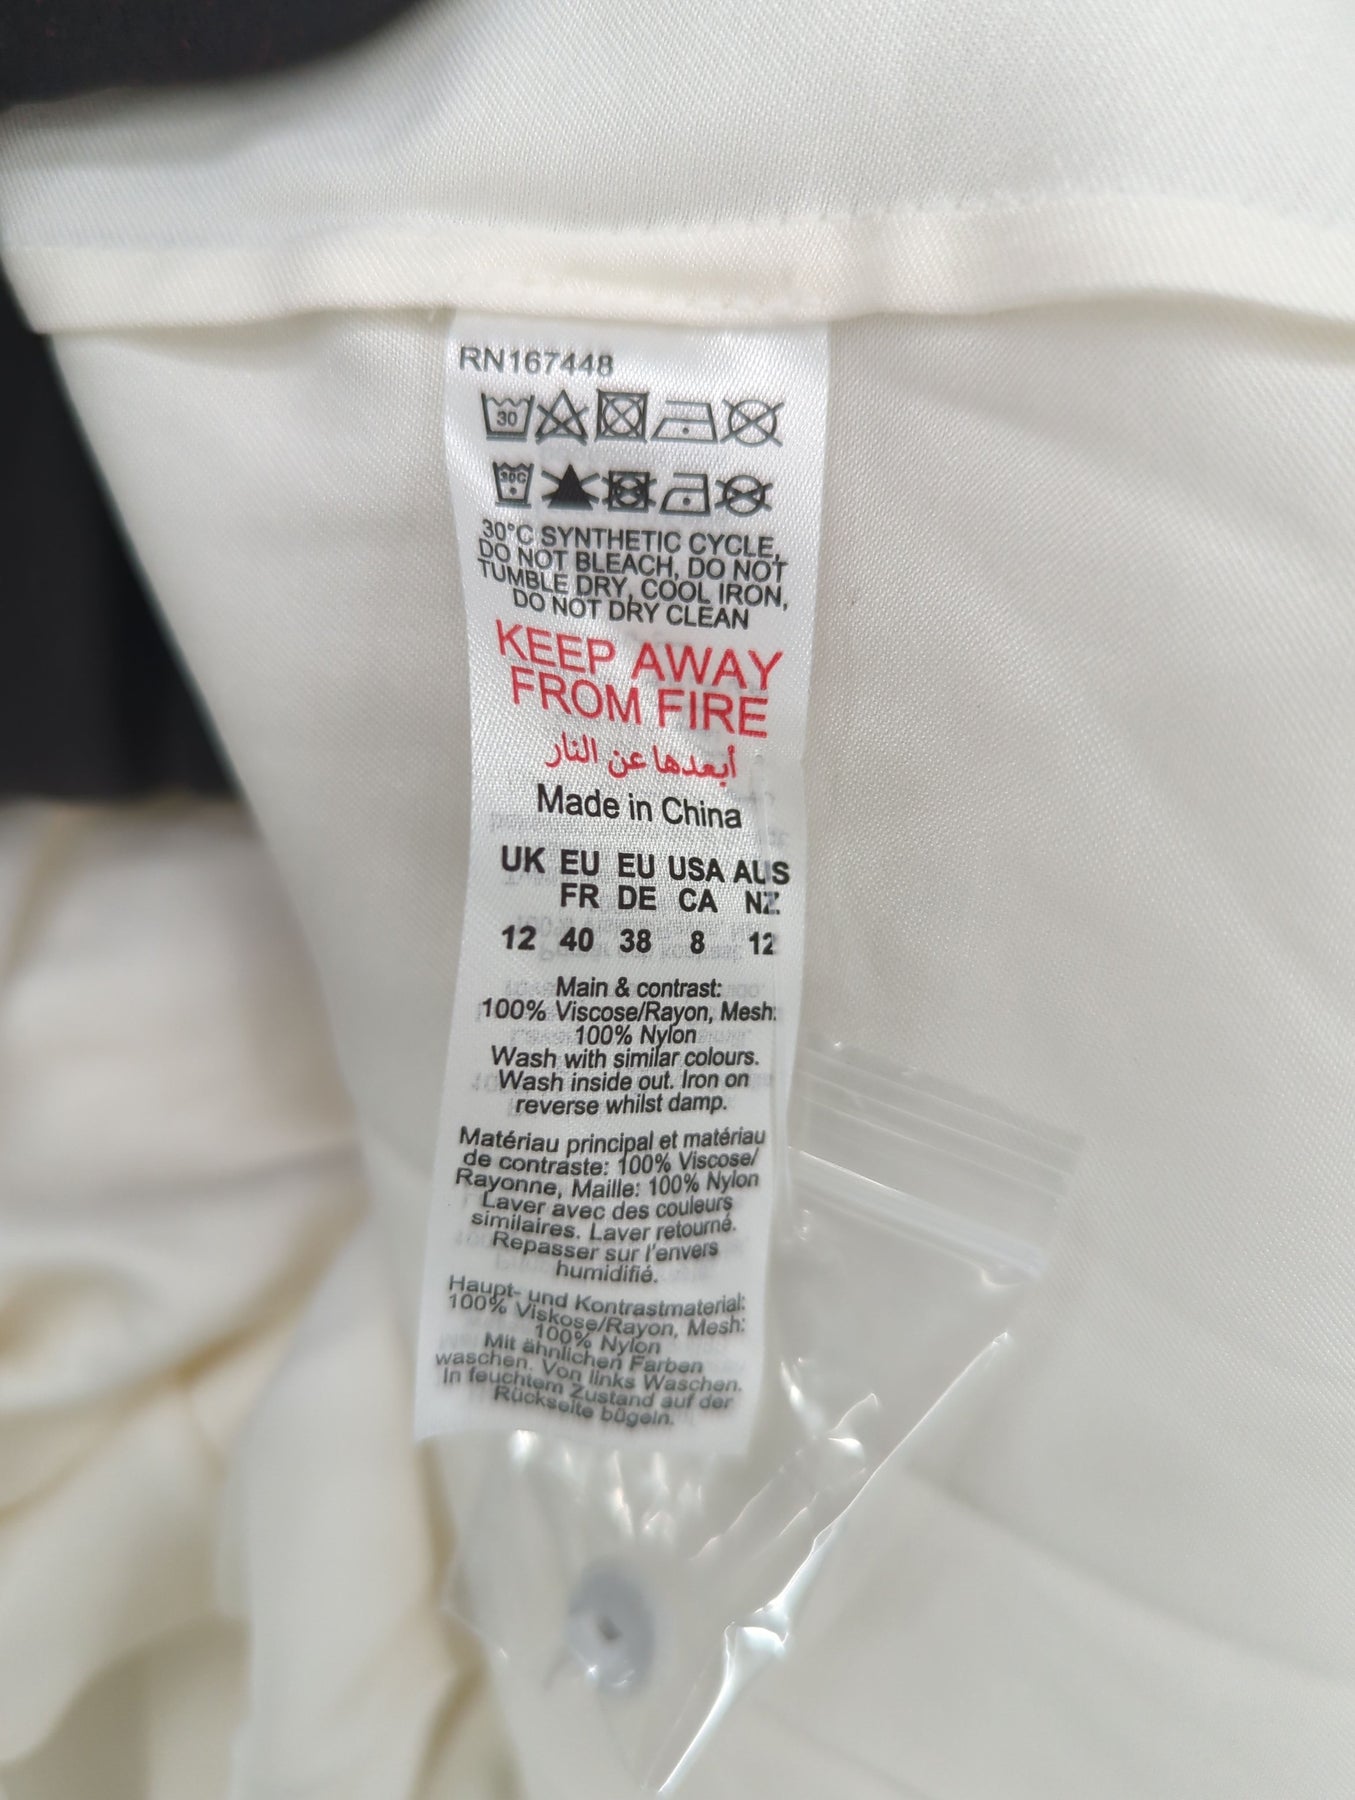 RN167448
30
30C
30°C SYNTHETIC CYCLE,
DO NOT BLEACH, DO NOT
TUMBLE DRY, COOL IRON,
DO NOT DRY CLEAN
KEEP AWAY
FROM FIRE
أبعدها عن النار
Made in China
UK EU EU USA AUS
FR DE CA NZ
12 40 38 8 12
Main & contrast:
100% Viscose/Rayon, Mesh:
100% Nylon
Wash with similar colours.
Wash inside out. Iron on
reverse whilst damp.
Matériau principal et matériau
de contraste: 100% Viscose/
Rayonne, Maille: 100% Nylon
Laver avec des couleurs
similaires. Laver retourné.
Repasser sur l'envers
humidifié.
Haupt- und Kontrastmaterial:
100% Viskose/Rayon, Mesh:
100% Nylon
Mit ähnlichen Farben
waschen. Von links Waschen.
In feuchtem Zustand auf der
Rückseite bügeln.